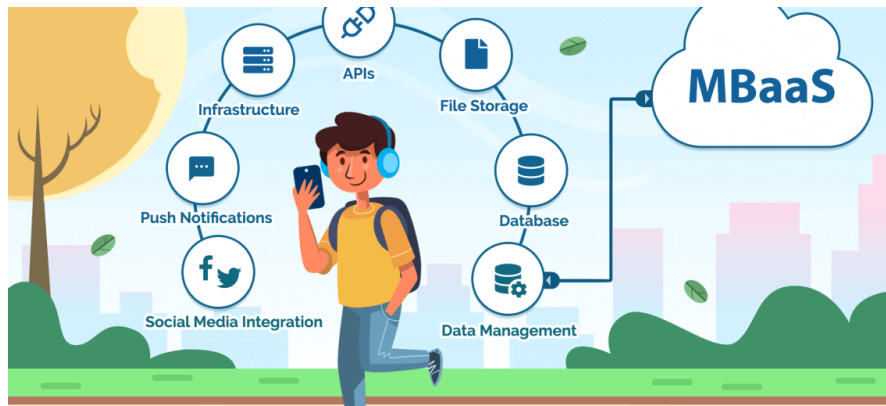 MBaaS
APIs
Infrastructure
File Storage
Push Notifications
Database
Social Media Integration
Data Management